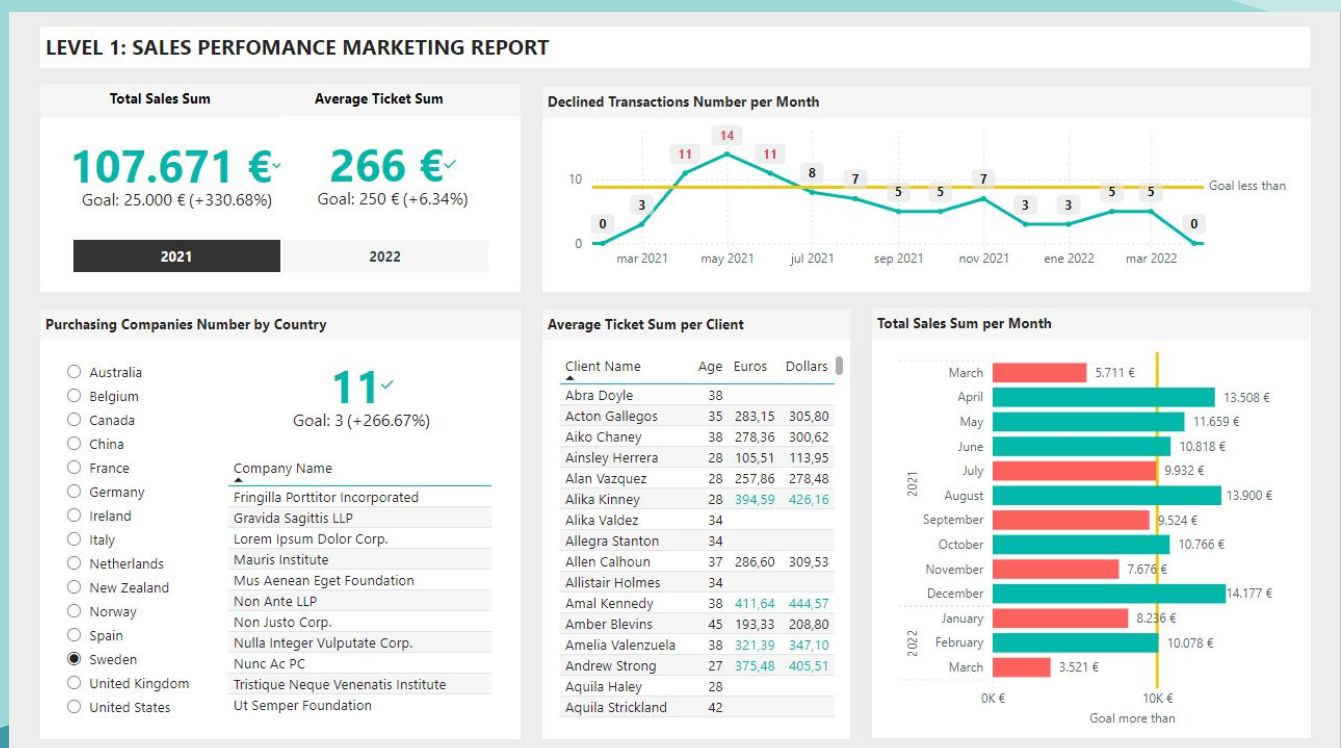 LEVEL 1: SALES PERFOMANCE MARKETING REPORT
Total Sales Sum Average Ticket Sum
107.671 € 266 €
Goal: 25.000 € (+330.68%) Goal: 250 € (+6.34%)
2021 2022
Declined Transactions Number per Month
14
11 11
8
7 7
5 5 5 5
3 3 3
0 0
10
0
Goal less than
mar 2021 may 2021 jul 2021 sep 2021 nov 2021 ene 2022 mar 2022
Purchasing Companies Number by Country
Australia
Belgium
Canada
China
France
Germany
Ireland
Italy
Netherlands
New Zealand
Norway
Spain
Sweden
United Kingdom
United States
11
Goal: 3 (+266.67%)
Company Name
Fringilla Porttitor Incorporated
Gravida Sagittis LLP
Lorem Ipsum Dolor Corp.
Mauris Institute
Mus Aenean Eget Foundation
Non Ante LLP
Non Justo Corp.
Nulla Integer Vulputate Corp.
Nunc Ac PC
Tristique Neque Venenatis Institute
Ut Semper Foundation
Average Ticket Sum per Client
Client Name Age Euros Dollars
Abra Doyle 38
Acton Gallegos 35 283,15 305,80
Aiko Chaney 38 278,36 300,62
Ainsley Herrera 28 105,51 113,95
Alan Vazquez 28 257,86 278,48
Alika Kinney 28 394,59 426,16
Alika Valdez 34
Allegra Stanton 34
Allen Calhoun 37 286,60 309,53
Allistair Holmes 34
Amal Kennedy 38 411,64 444,57
Amber Blevins 45 193,33 208,80
Amelia Valenzuela 38 321,39 347,10
Andrew Strong 27 375,48 405,51
Aquila Haley 28
Aquila Strickland 42
Total Sales Sum per Month
2021
March 5.711 €
April 13.508 €
May 11.659 €
June 10.818 €
July 9.932 €
August 13.900 €
September 9.524 €
October 10.766 €
November 7.676 €
December 14.177 €
2022
January 8.236 €
February 10.078 €
March 3.521 €
0K € 10K €
Goal more than